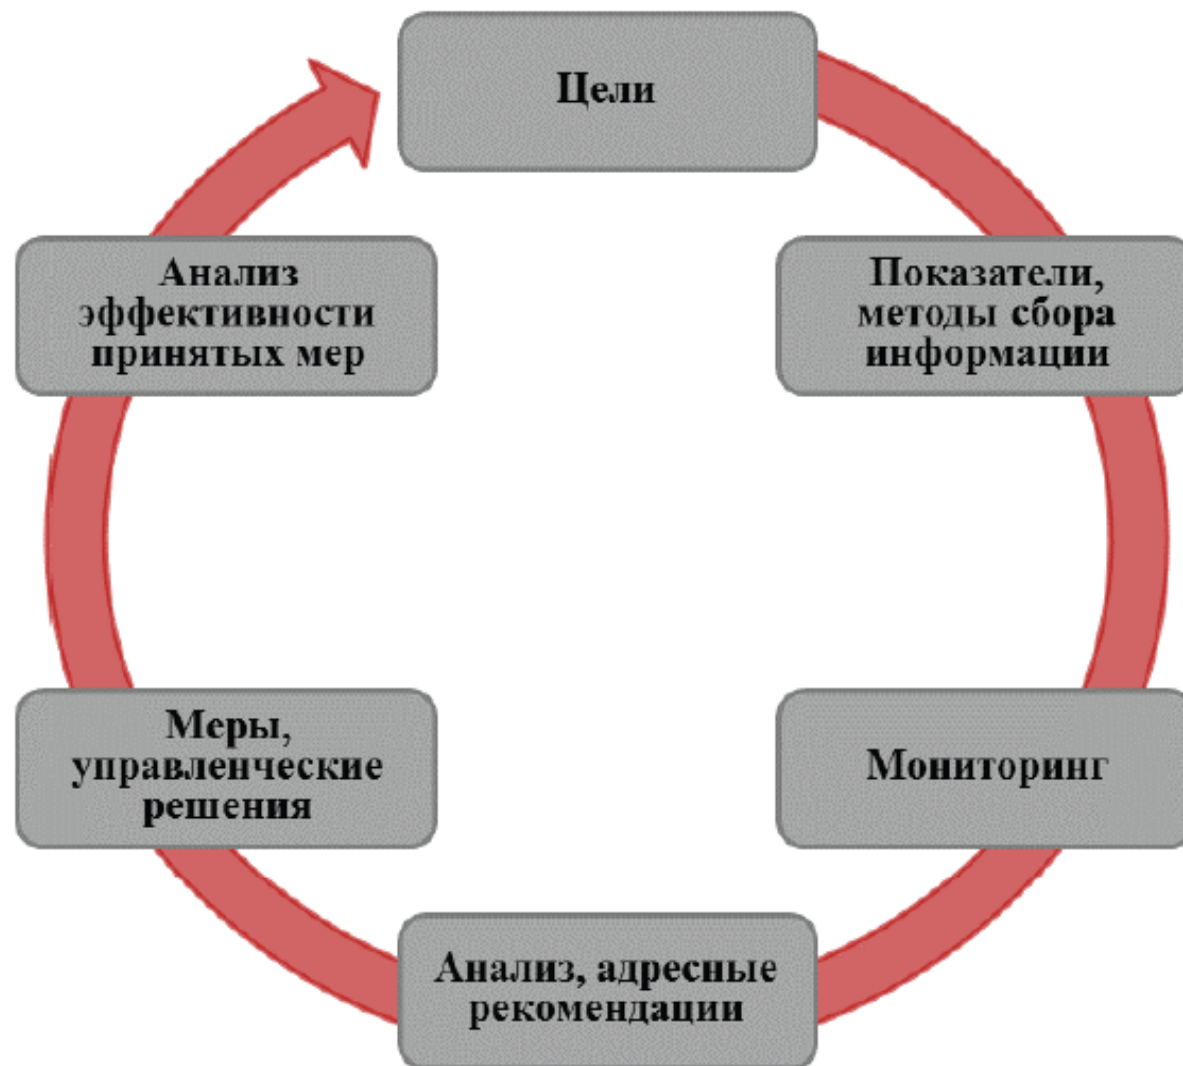 Цели
Показатели,
методы сбора
информации
Мониторинг
Анализ, адресные
рекомендации
Меры,
управленческие
решения
Анализ
эффективности
принятых мер